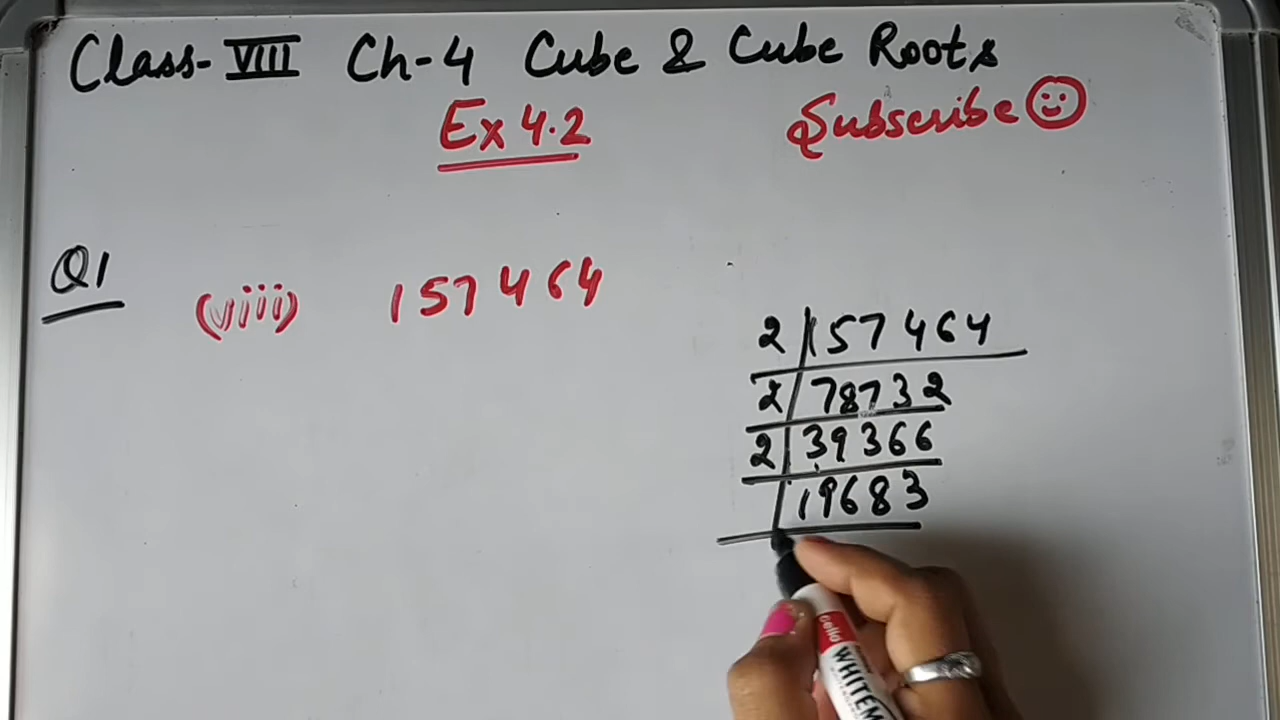 Class-VIII Ch-4 Cube & Cube Roots
Ex 4.2
Subscribe
Q1
(viii) 157464
2 157464
2 78732
2 39366
19683
cello
WHITEM